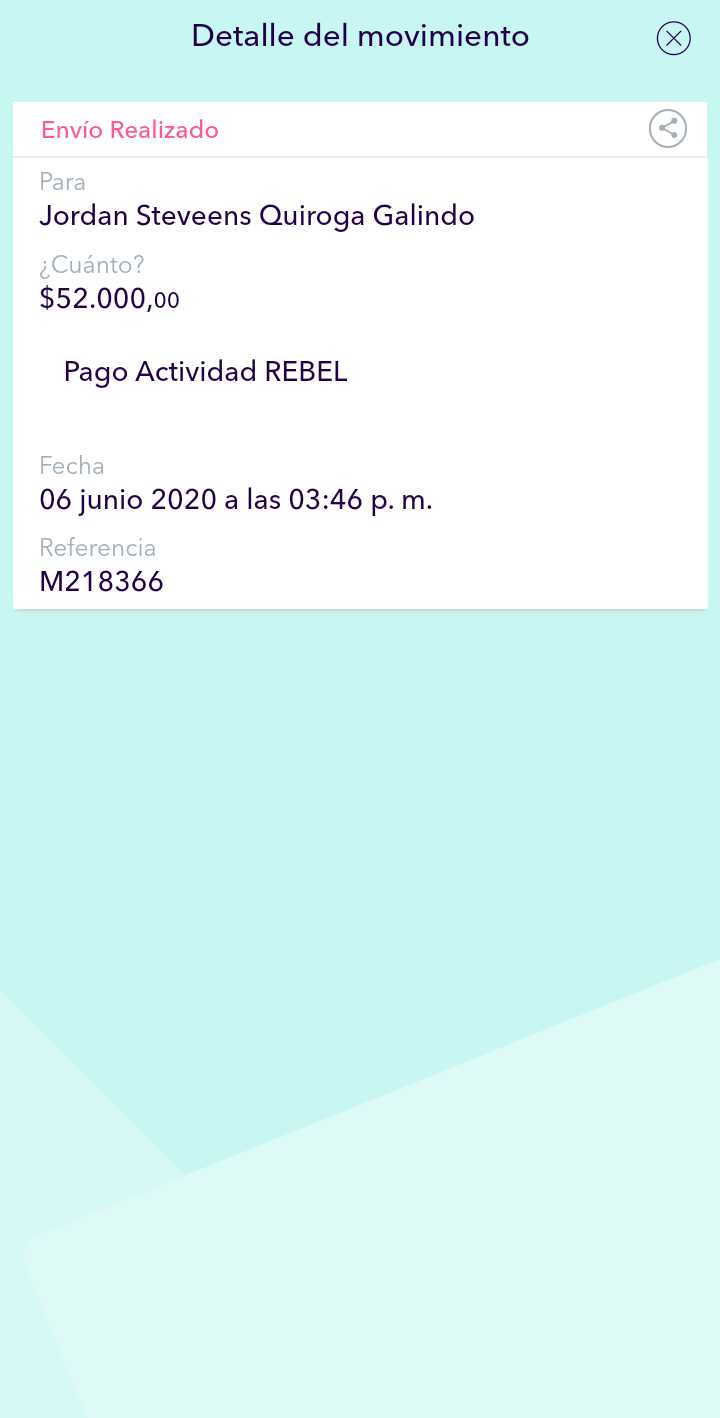 Detalle del movimiento
Envío Realizado
Para
Jordan Steveens Quiroga Galindo
¿Cuánto?
$52.000,00
Pago Actividad REBEL
Fecha
06 junio 2020 a las 03:46 p. m.
Referencia
M218366